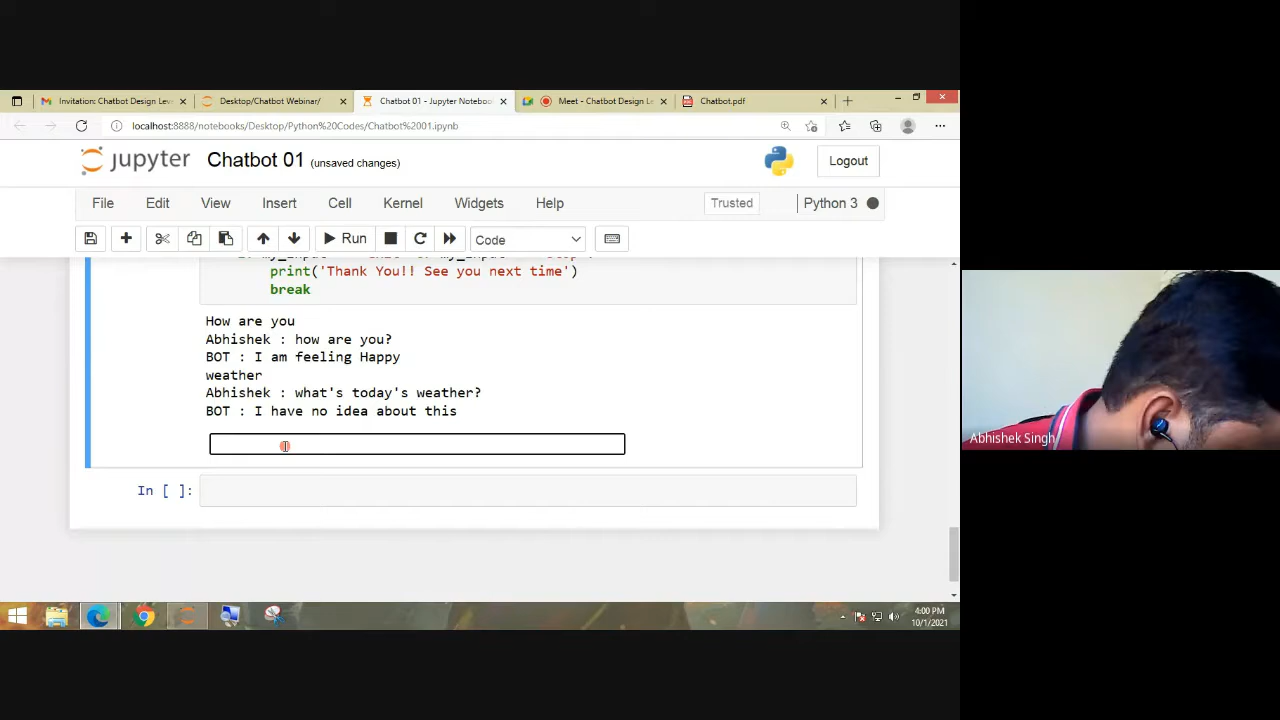 Invitation: Chatbot Design Leve
Desktop/Chatbot Webinar/
Chatbot 01 - Jupyter Noteboo
Meet - Chatbot Design Le
Chatbot.pdf
localhost:8888/notebooks/Desktop/Python%20Codes/Chatbot%2001.ipynb
jupyter Chatbot 01 (unsaved changes)
Logout
File Edit View Insert Cell Kernel Widgets Help
Trusted
Python 3
Run
Code
print('Thank You!! See you next time')
break
How are you
Abhishek : how are you?
BOT : I am feeling Happy
weather
Abhishek : what's today's weather?
BOT : I have no idea about this
In [ ]:
Abhishek Singh
4:00 PM
10/1/2021